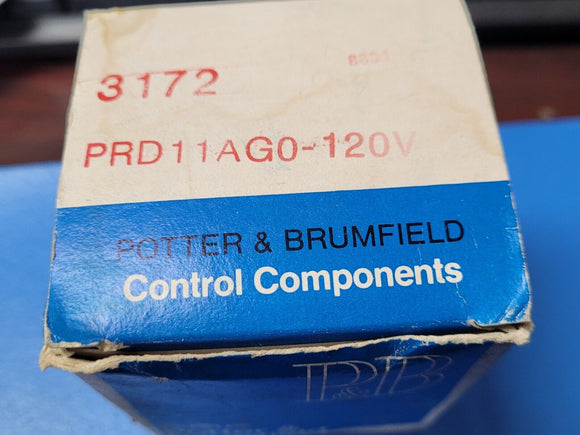 3172
PRD11AG0-120V
POTTER & BRUMFIELD
Control Components
P&B